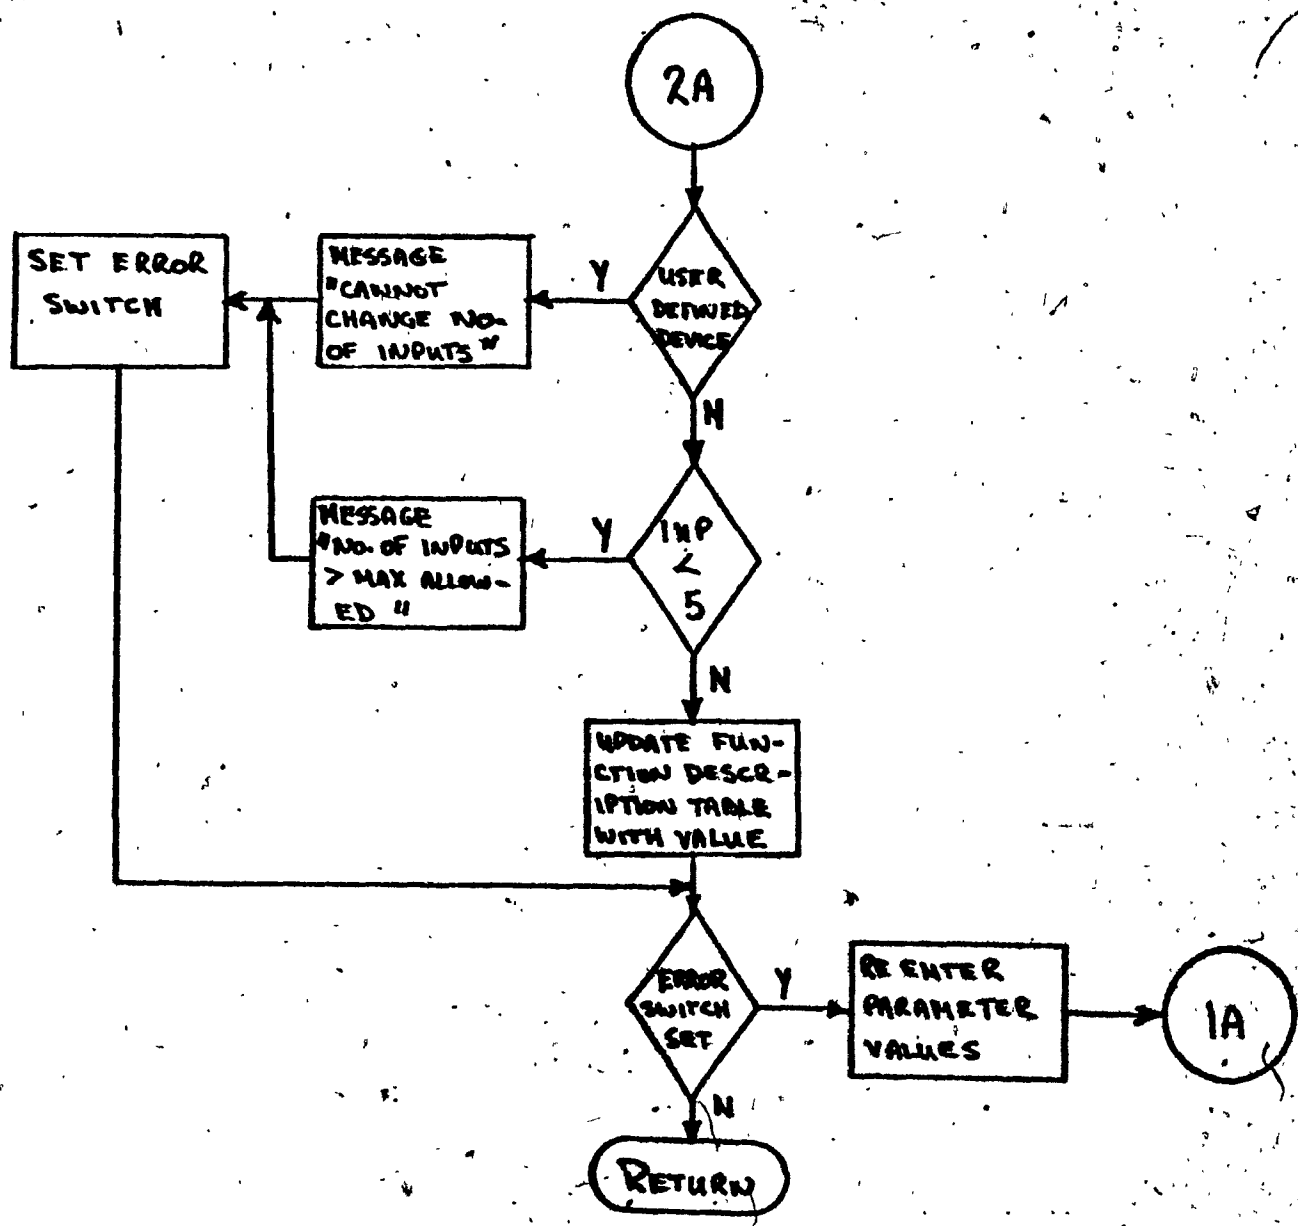 2A
SET ERROR
SWITCH
MESSAGE
"CANNOT
CHANGE NO.
OF INPUTS"
Y
USER
DEFINED
DEVICE
N
MESSAGE
"NO. OF INPUTS
> MAX ALLOW-
ED "
Y
INP
<
5
N
UPDATE FUN-
CTION DESCR-
IPTION TABLE
WITH VALUE
ERROR
SWITCH
SET
Y
RE ENTER
PARAMETER
VALUES
1A
N
RETURN